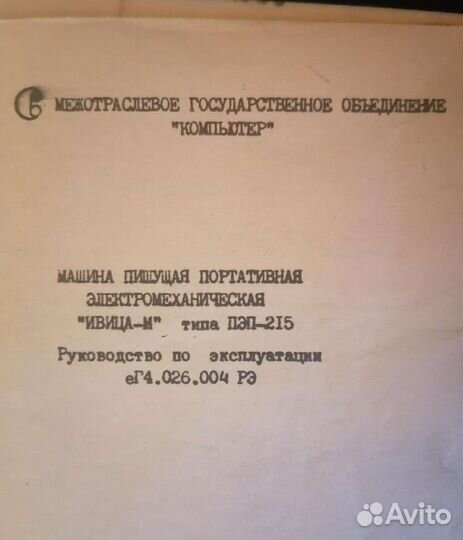 МЕЖОТРАСЛЕВОЕ ГОСУДАРСТВЕННОЕ ОБЪЕДИНЕНИЕ
"КОМПЬЮТЕР"
МАШИНА ПИШУЩАЯ ПОРТАТИВНАЯ
ЭЛЕКТРОМЕХАНИЧЕСКАЯ
"ИВИЦА-М" типа ПЭП-215
Руководство по эксплуатации
еГ4.026.004 РЭ
Avito